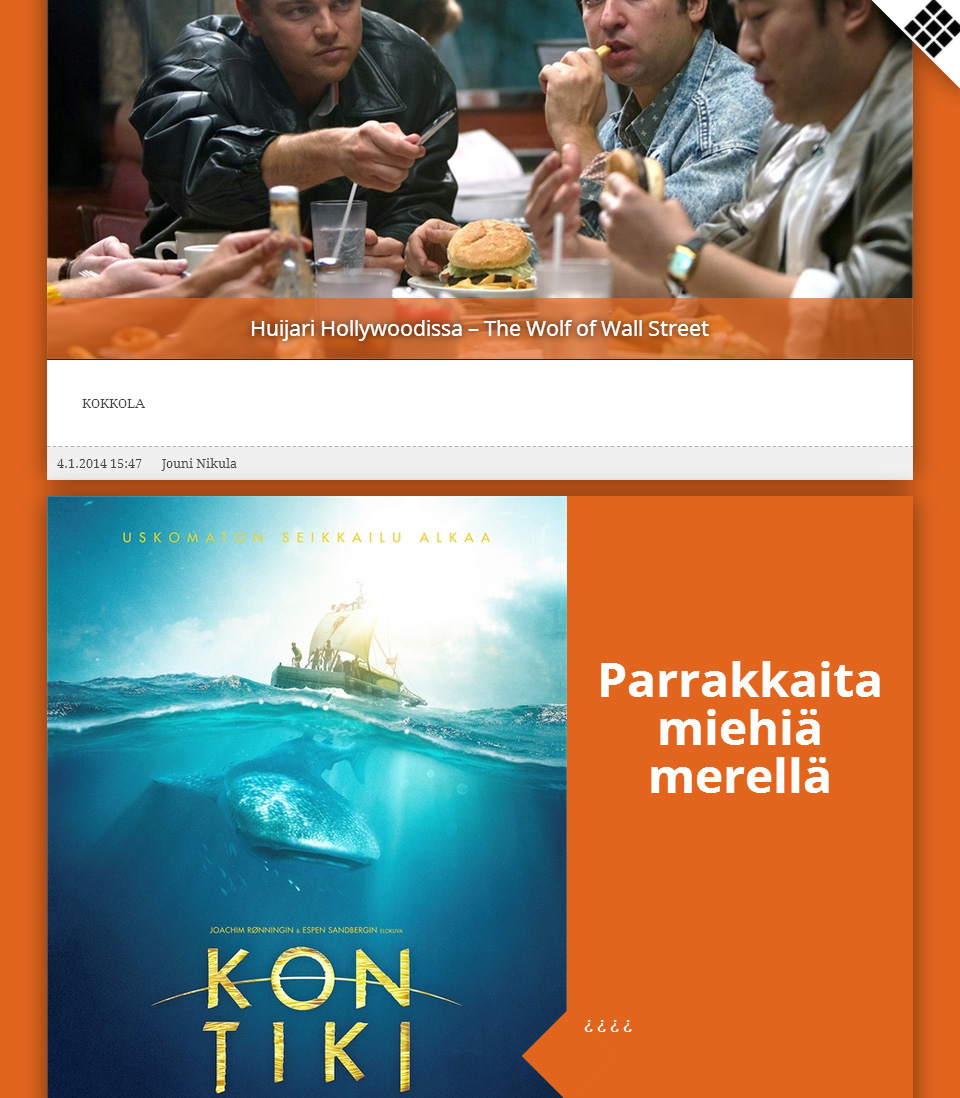 Huijari Hollywoodissa – The Wolf of Wall Street
KOKKOLA
4.1.2014 15:47 Jouni Nikula
USKOMATON SEIKKAILU ALKAA
Parrakkaita
miehiä
merellä
JOACHIM RØNNINGIN & ESPEN SANDBERGIN ELOKUVA
KON
TIKI
¿ ¿ ¿ ¿